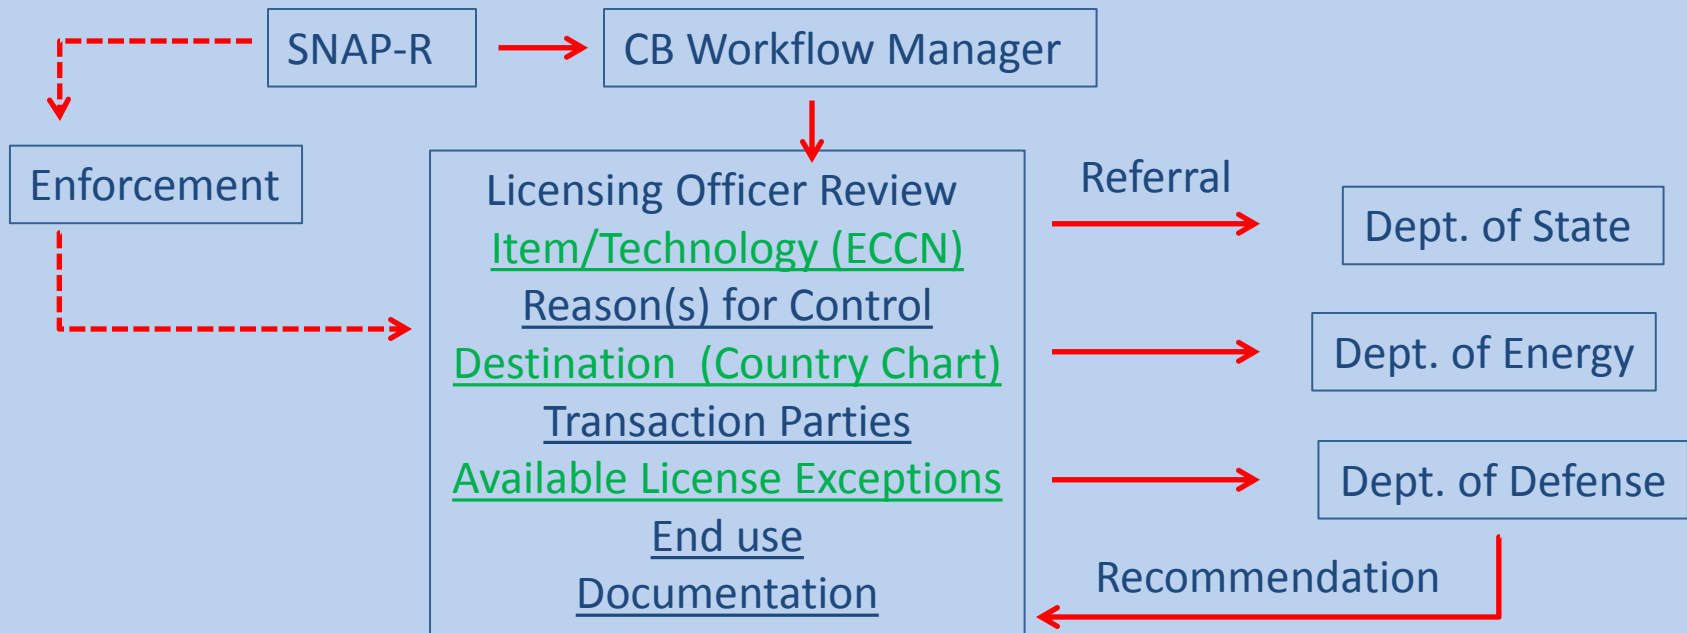 SNAP-R
CB Workflow Manager
Enforcement
Licensing Officer Review
Item/Technology (ECCN)
Reason(s) for Control
Destination  (Country Chart)
Transaction Parties
Available License Exceptions
End use
Documentation
Referral
Dept. of State
Dept. of Energy
Dept. of Defense
Recommendation